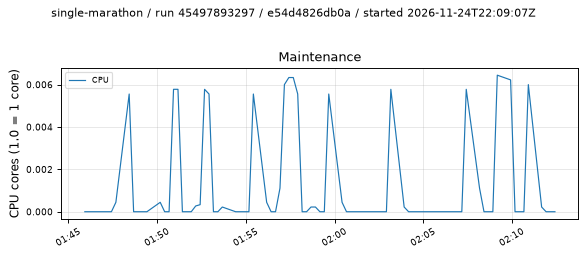 single-marathon / run 45497893297 / e54d4826db0a / started 2026-11-24T22:09:07Z
Maintenance
CPU
CPU cores (1.0 = 1 core)
0.006
0.004
0.002
0.000
01:45
01:50
01:55
02:00
02:05
02:10